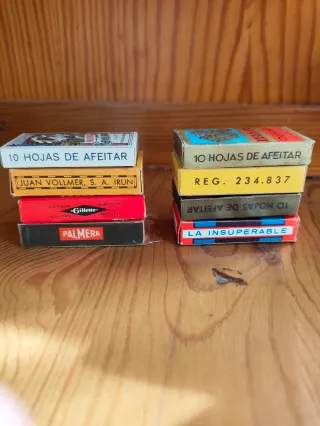 10 HOJAS DE AFEITAR
JUAN VOLLMER, S. A. IRUN
Gillette
PALMERA
10 HOJAS DE AFEITAR
REG. 234.837
10 HOJAS DE AFEITAR
LA INSUPERABLE